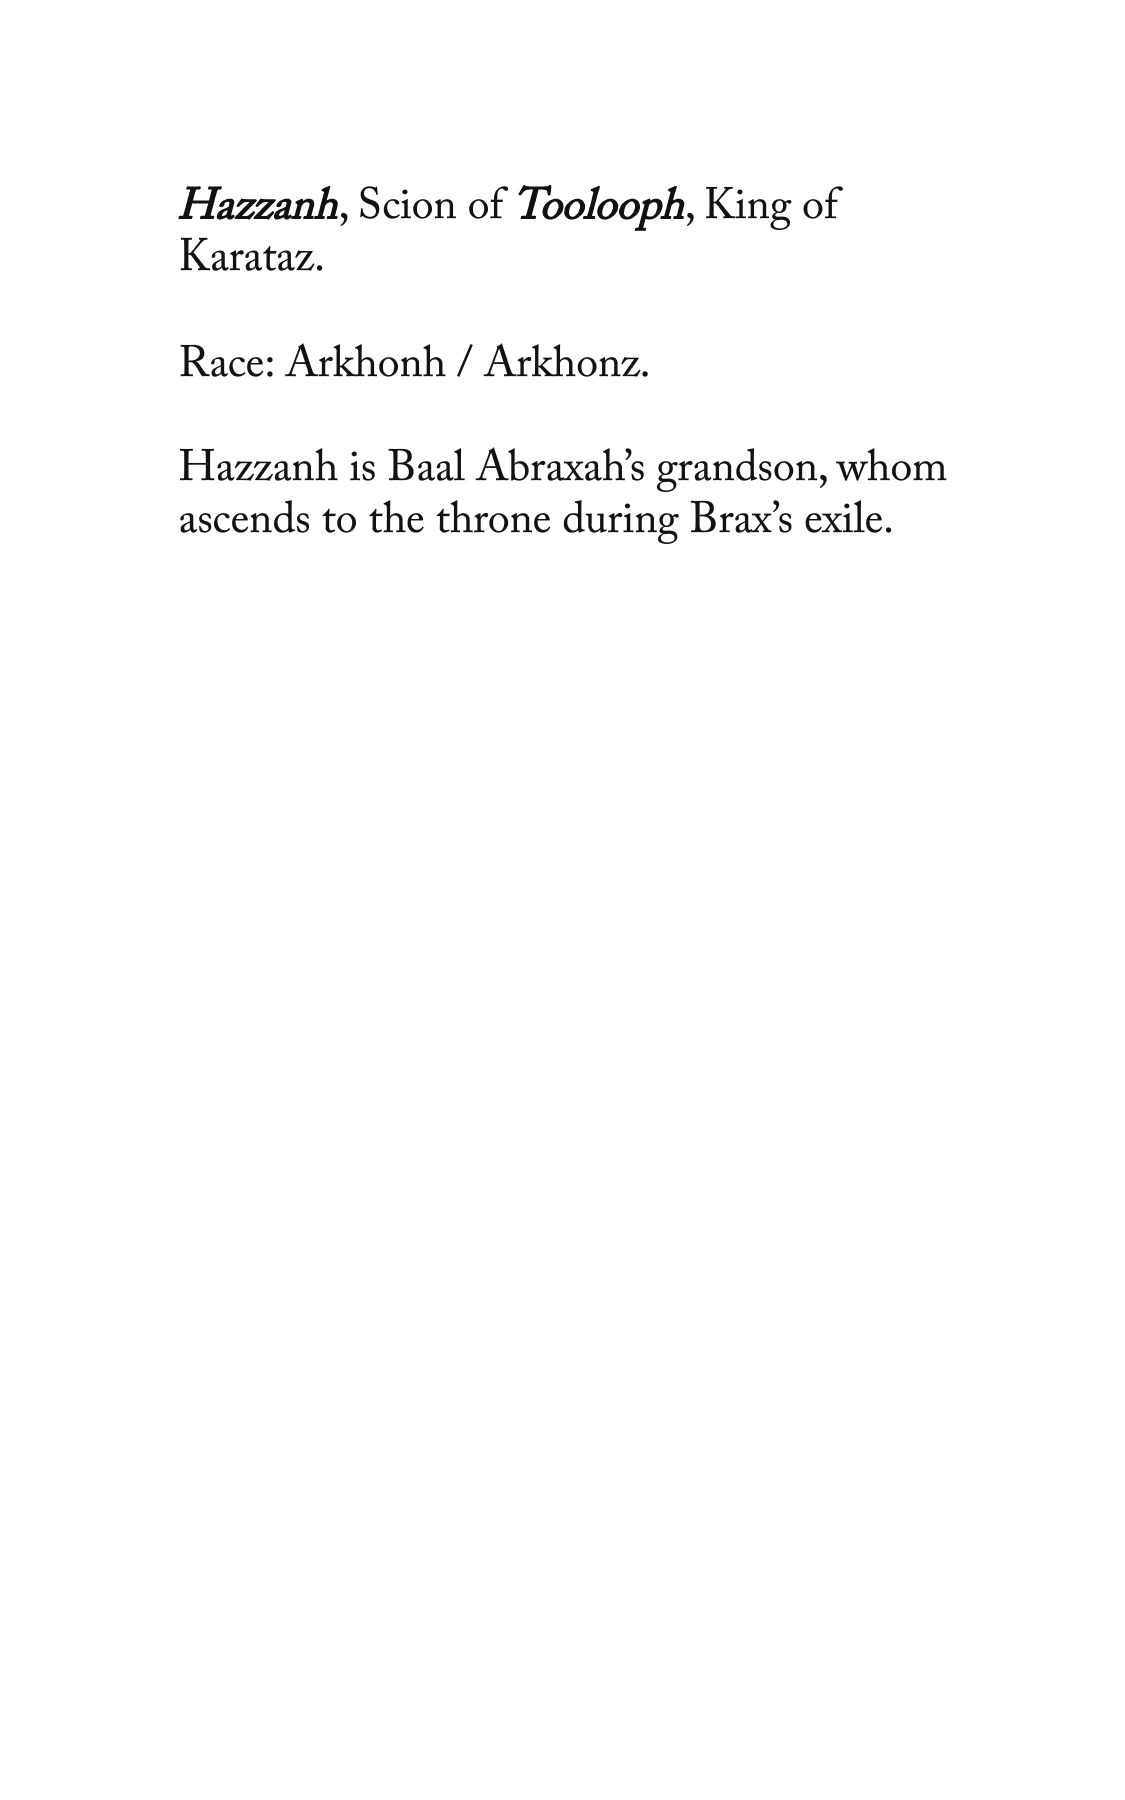 Hazzanh, Scion of Toolooph, King of
Karataz.
Race: Arkhonh / Arkhonz.
Hazzanh is Baal Abraxah’s grandson, whom
ascends to the throne during Brax’s exile.